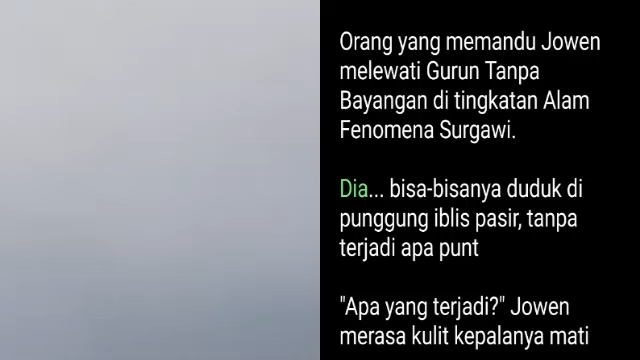 Orang yang memandu Jowen
melewati Gurun Tanpa
Bayangan di tingkatan Alam
Fenomena Surgawi.
Dia... bisa-bisanya duduk di
punggung iblis pasir, tanpa
terjadi apa punt
"Apa yang terjadi?" Jowen
merasa kulit kepalanya mati